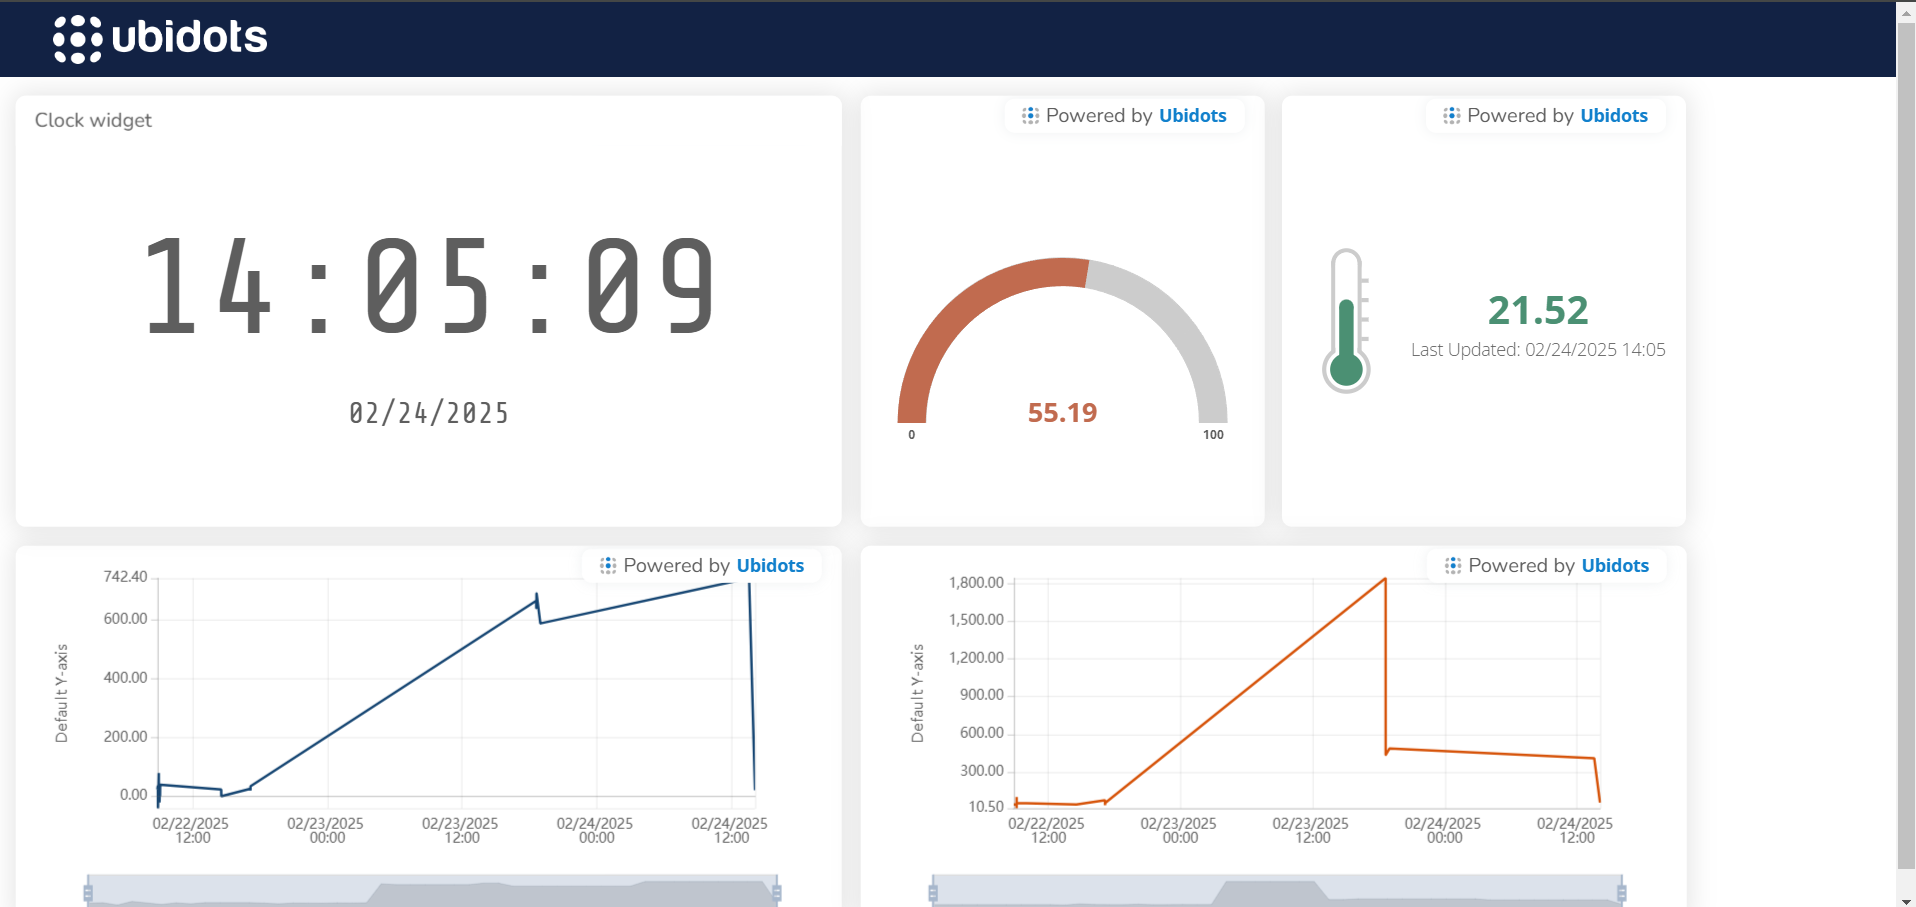 ubidots
Clock widget
14:05:09
02/24/2025
Powered by Ubidots
55.19
0
100
Powered by Ubidots
21.52
Last Updated: 02/24/2025 14:05
Powered by Ubidots
Default Y-axis
742.40
600.00
400.00
200.00
0.00
02/22/2025 02/23/2025 02/23/2025 02/24/2025 02/24/2025
12:00 00:00 12:00 00:00 12:00
Powered by Ubidots
Default Y-axis
1,800.00
1,500.00
1,200.00
900.00
600.00
300.00
10.50
02/22/2025 02/23/2025 02/23/2025 02/24/2025 02/24/2025
12:00 00:00 12:00 00:00 12:00